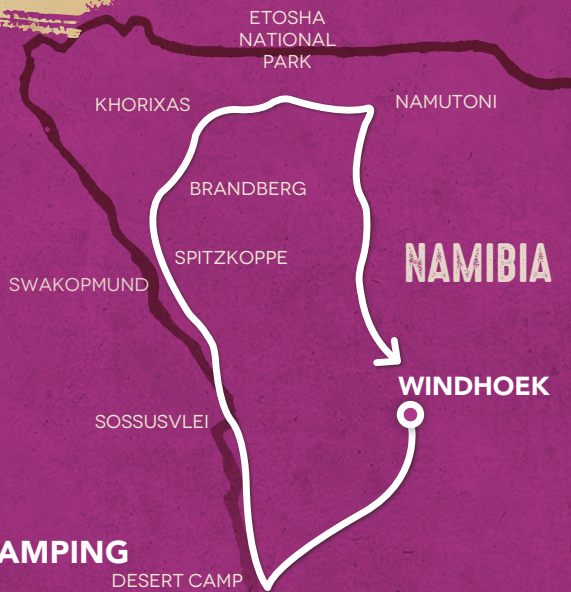 ETOSHA
NATIONAL
PARK
KHORIXAS
NAMUTONI
BRANDBERG
SPITZKOPPE
NAMIBIA
SWAKOPMUND
WINDHOEK
SOSSUSVLEI
AMPING
DESERT CAMP